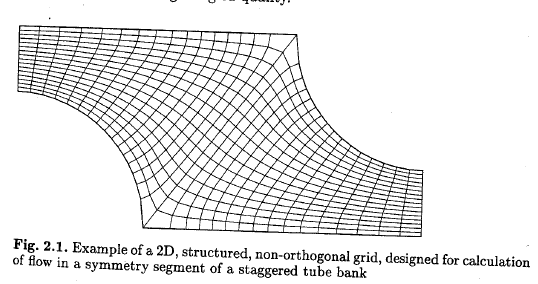 quality.
Fig. 2.1. Example of a 2D, structured, non-orthogonal grid, designed for calculation
of flow in a symmetry segment of a staggered tube bank